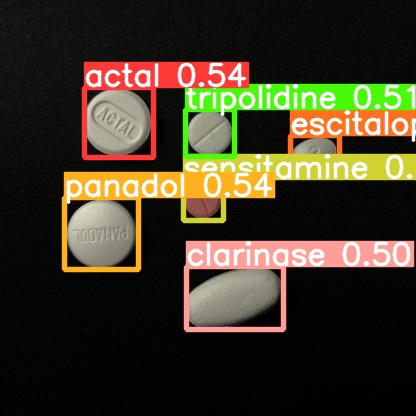 actal 0.54
ACTAL
tripolidine 0.51
escitalop
sensitamine 0.
panadol 0.54
PANADOL
clarinase 0.50